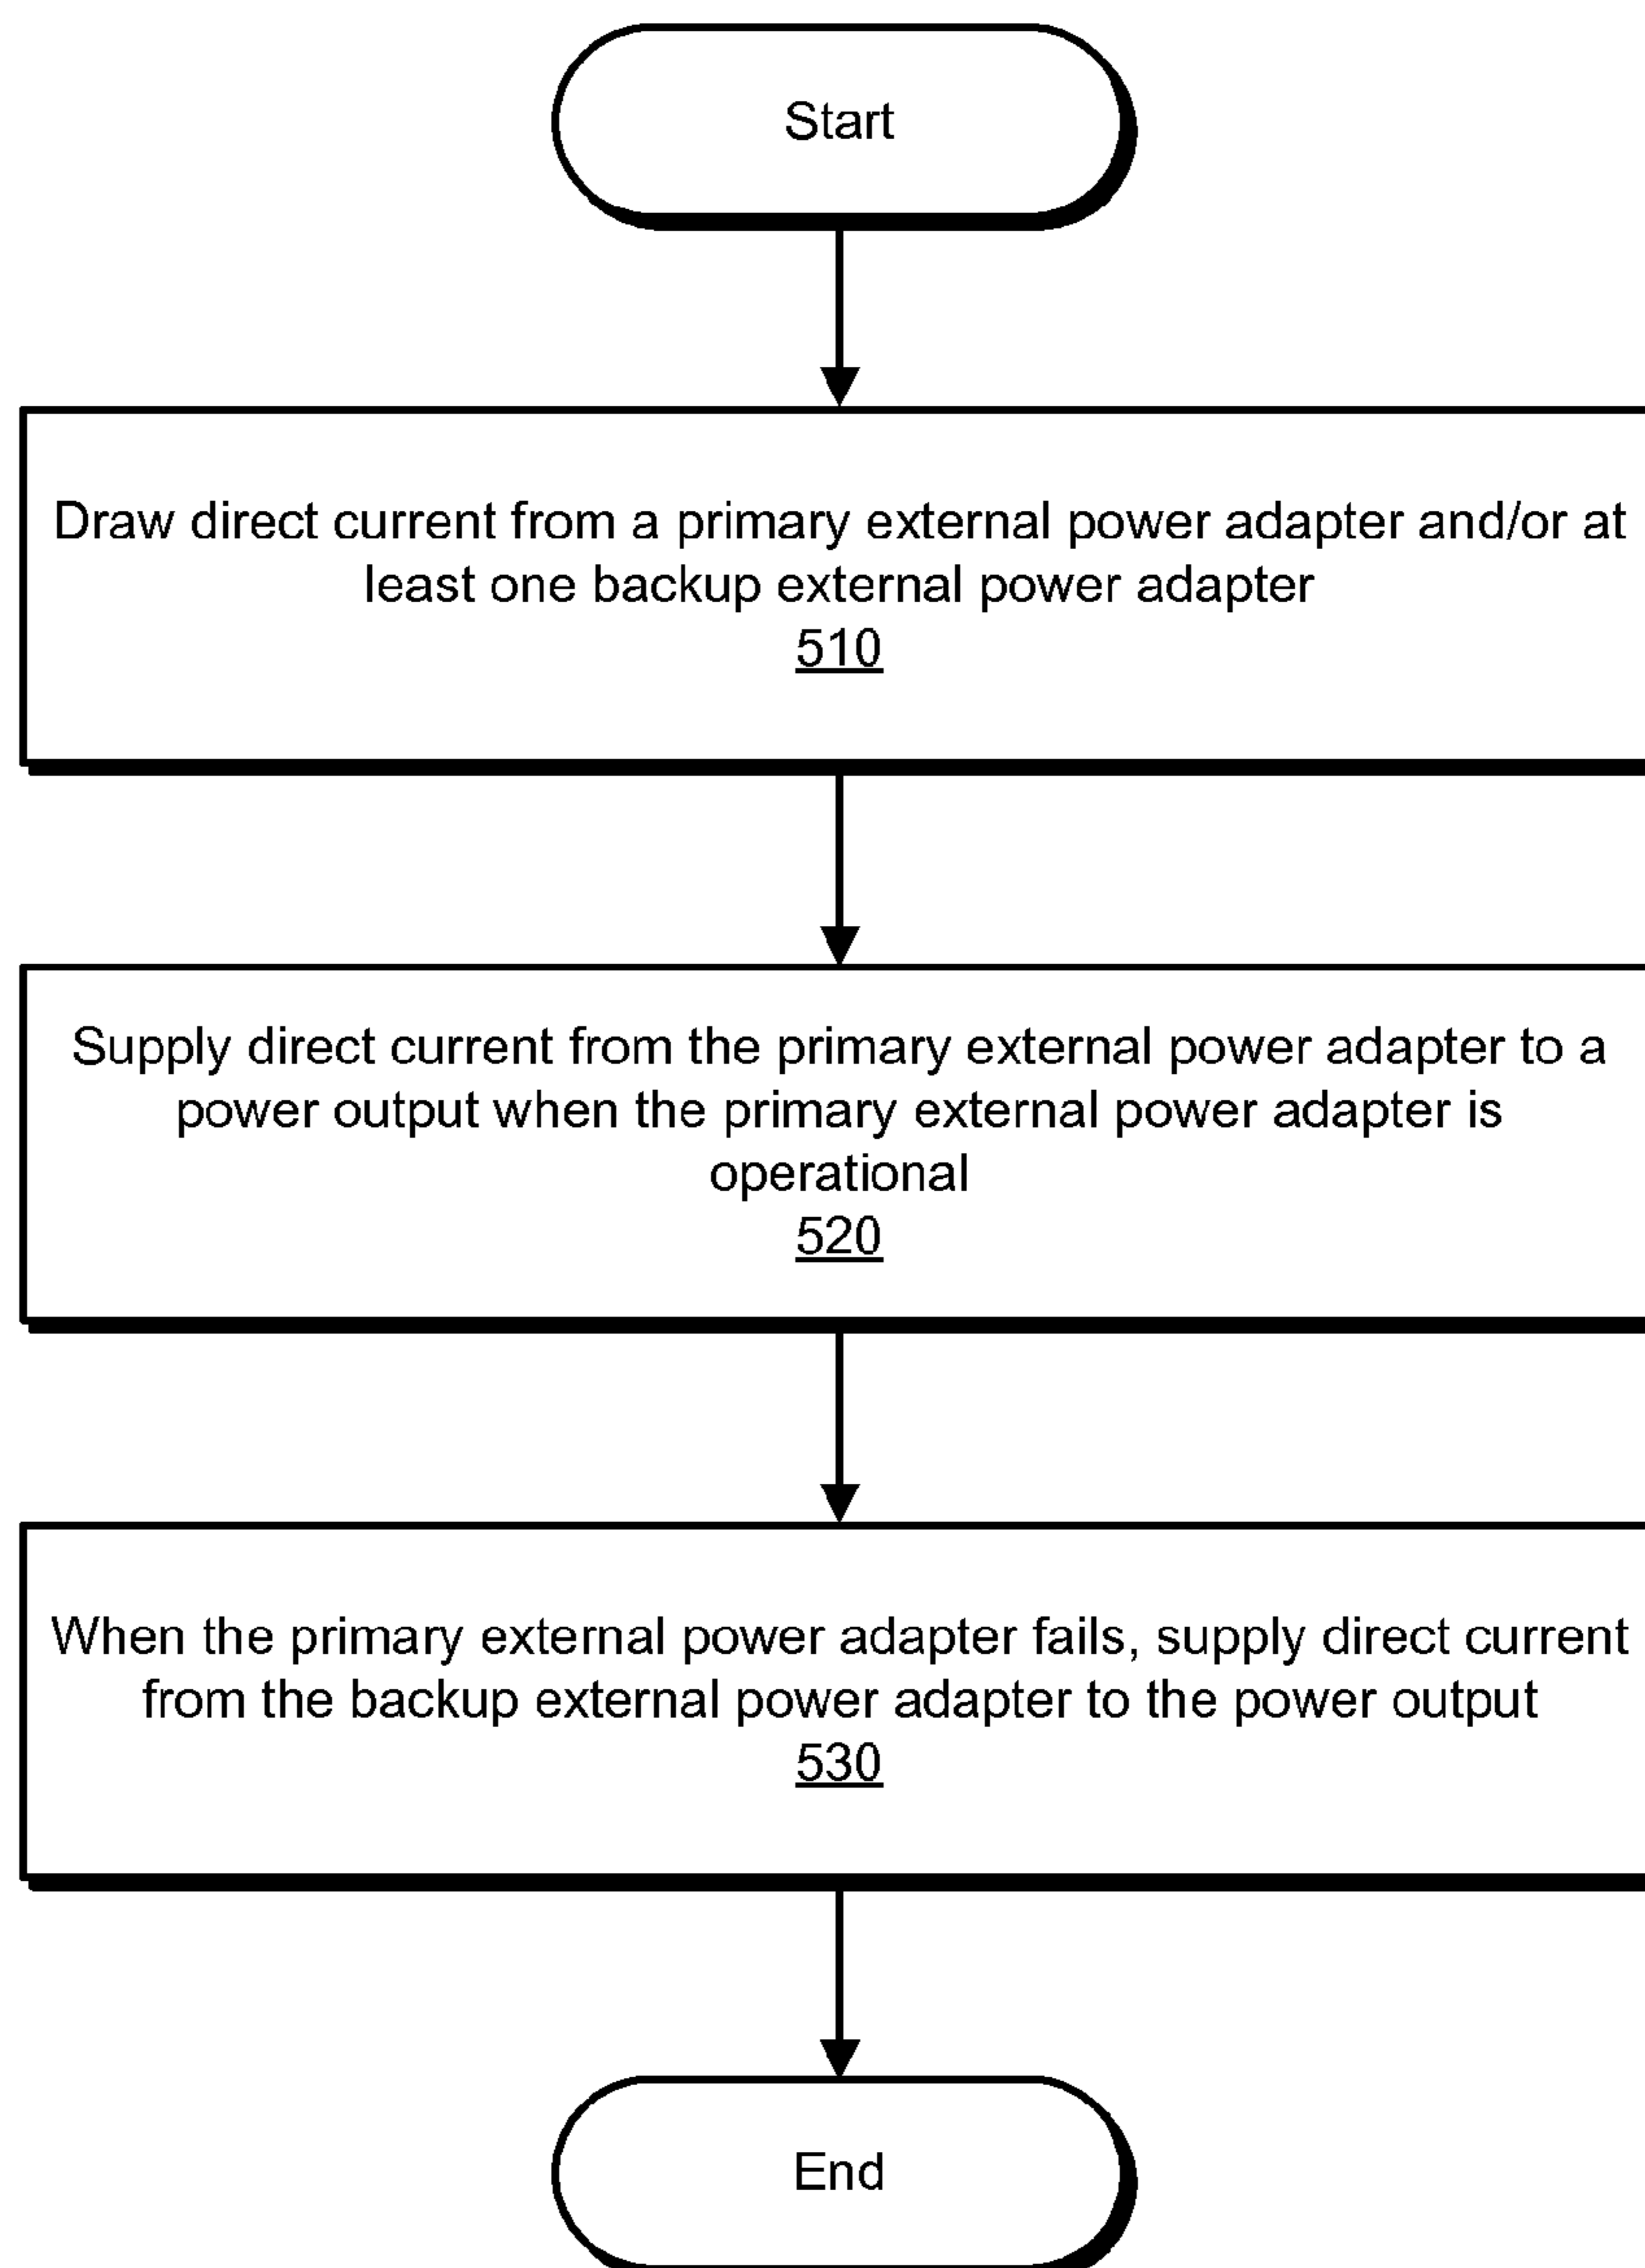 Start
Draw direct current from a primary external power adapter and/or at
least one backup external power adapter
510
Supply direct current from the primary external power adapter to a
power output when the primary external power adapter is
operational
520
When the primary external power adapter fails, supply direct current
from the backup external power adapter to the power output
530
End